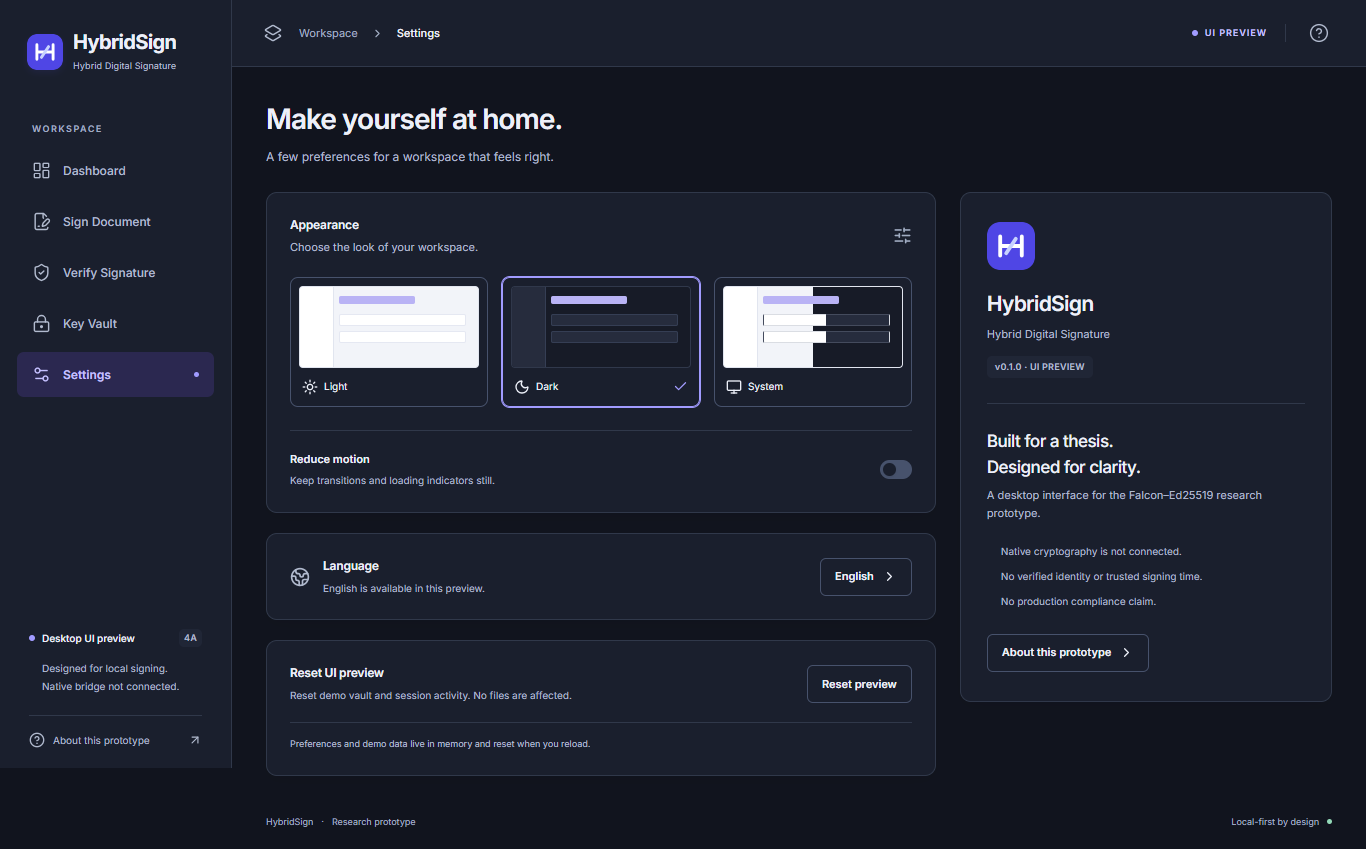 HybridSign
Hybrid Digital Signature
WORKSPACE
Dashboard
Sign Document
Verify Signature
Key Vault
Settings
Desktop UI preview 4A
Designed for local signing.
Native bridge not connected.
About this prototype
Workspace > Settings
UI PREVIEW
Make yourself at home.
A few preferences for a workspace that feels right.
Appearance
Choose the look of your workspace.
Light
Dark
System
Reduce motion
Keep transitions and loading indicators still.
Language
English is available in this preview.
English
Reset UI preview
Reset demo vault and session activity. No files are affected.
Reset preview
Preferences and demo data live in memory and reset when you reload.
HybridSign
Hybrid Digital Signature
v0.1.0 · UI PREVIEW
Built for a thesis.
Designed for clarity.
A desktop interface for the Falcon–Ed25519 research
prototype.
Native cryptography is not connected.
No verified identity or trusted signing time.
No production compliance claim.
About this prototype
HybridSign · Research prototype
Local-first by design